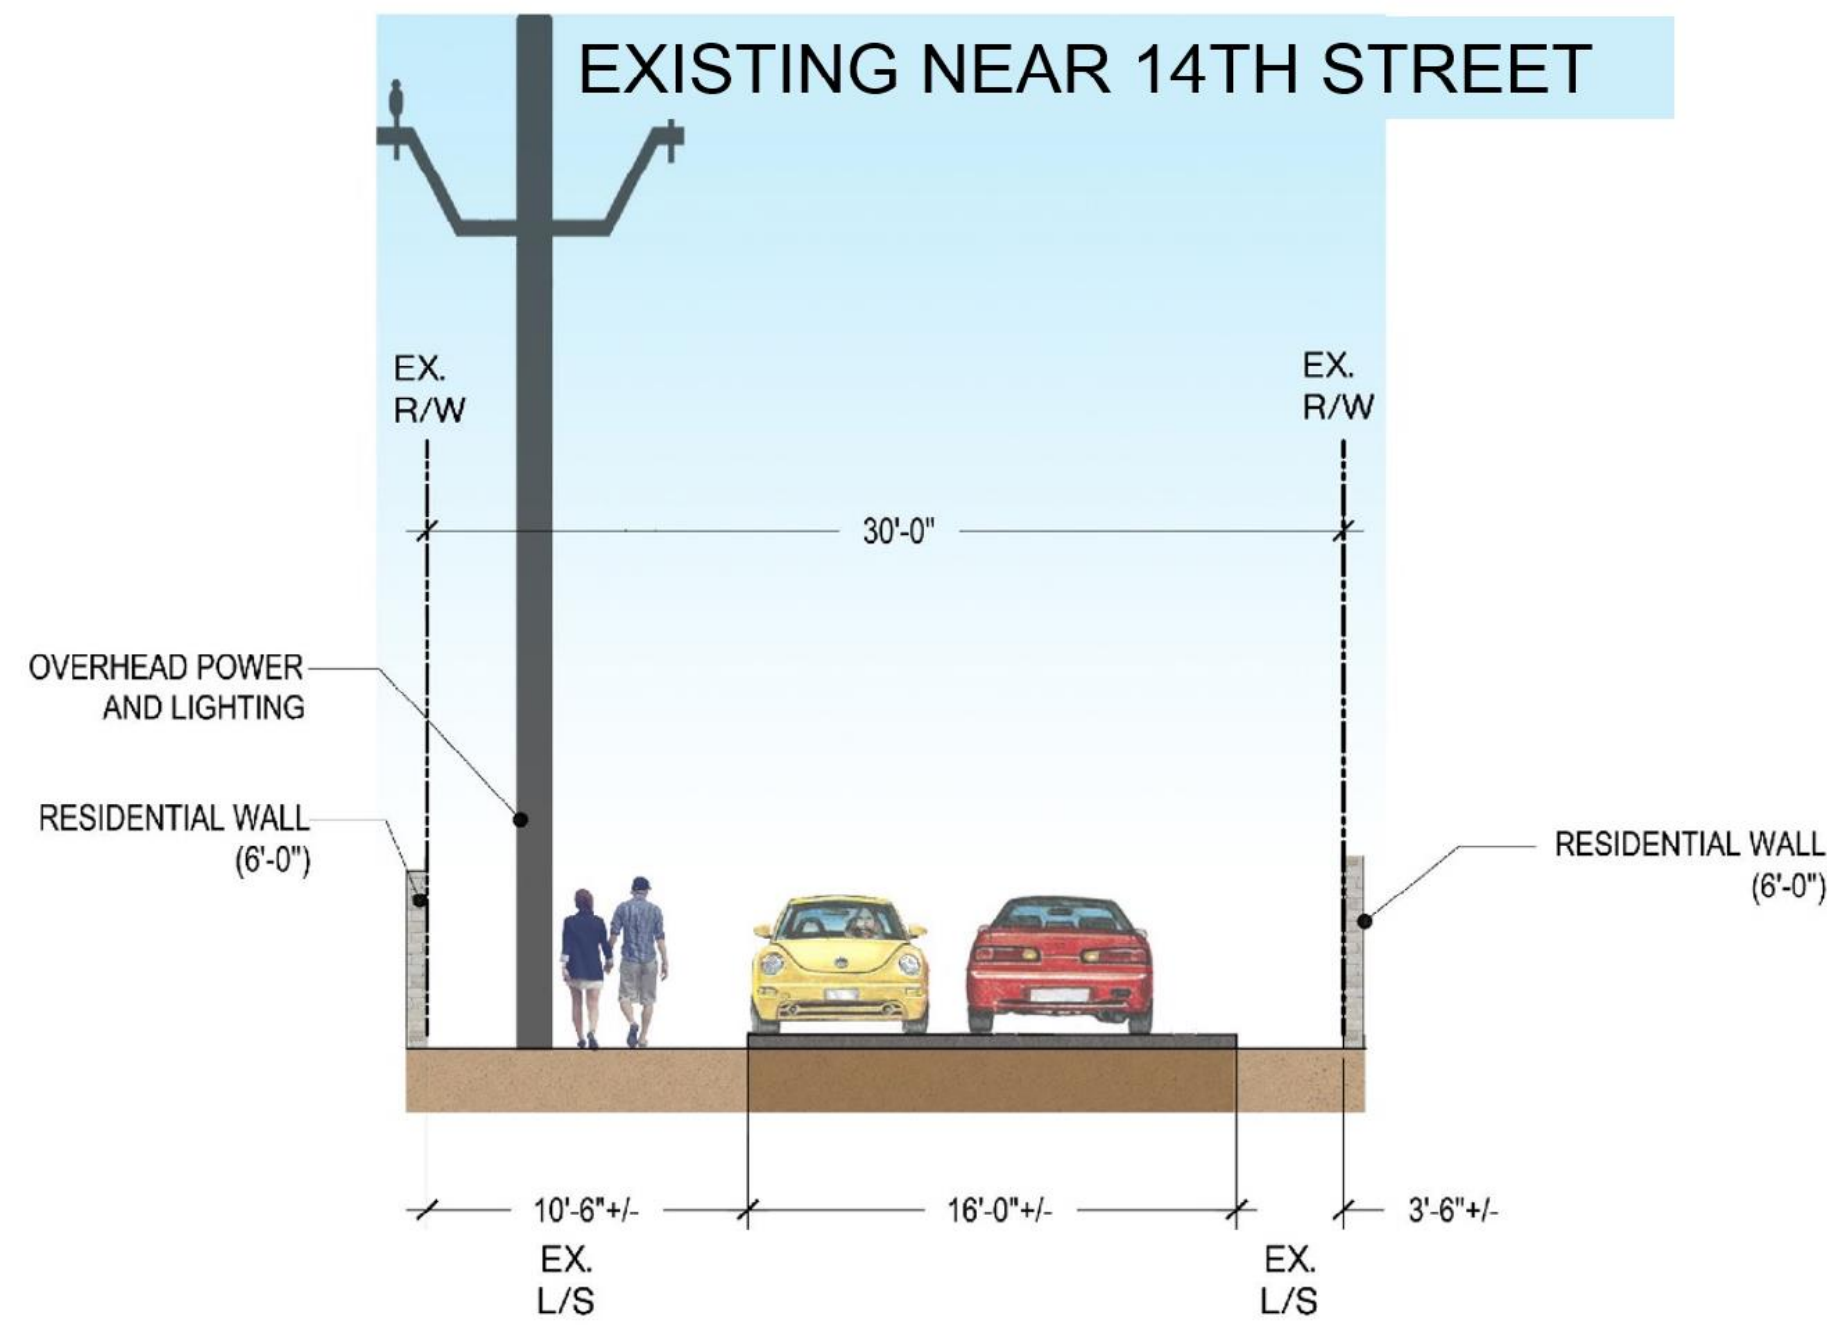 EXISTING NEAR 14TH STREET
EX.
R/W
EX.
R/W
30'-0"
OVERHEAD POWER
AND LIGHTING
RESIDENTIAL WALL
(6'-0")
RESIDENTIAL WALL
(6'-0")
10'-6"+/-
16'-0"+/-
3'-6"+/-
EX.
L/S
EX.
L/S